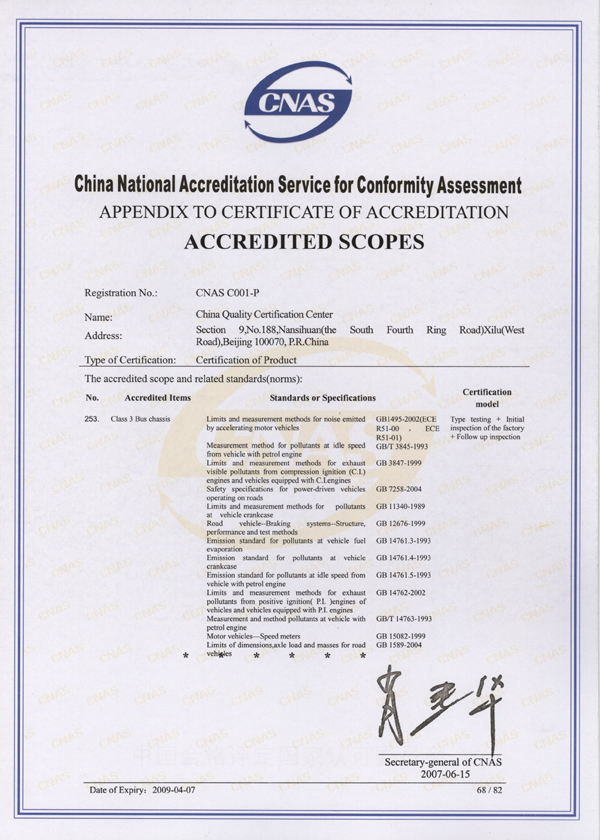 CNAS
China National Accreditation Service for Conformity Assessment
APPENDIX TO CERTIFICATE OF ACCREDITATION
ACCREDITED SCOPES
Registration No.: CNAS C001-P
Name: China Quality Certification Center
Address: Section 9,No.188,Nansihuan(the South Fourth Ring Road)Xilu(West
Road),Beijing 100070, P.R.China
Type of Certification: Certification of Product
The accredited scope and related standards(norms):
No. Accredited Items Standards or Specifications Certification
model
253. Class 3 Bus chassis Limits and measurement methods for noise emitted GB1495-2002(ECE Type testing + Initial
by accelerating motor vehicles R51-00 . ECE inspection of the factory
R51-01) + Follow up inspection
Measurement method for pollutants at idle speed GB/T 3845-1993
from vehicle with petrol engine
Limits and measurement methods for exhaust GB 3847-1999
visible pollutants from compression ignition (C.I.)
engines and vehicles equipped with C.I.engines
Safety specifications for power-driven vehicles GB 7258-2004
operating on roads
Limits and measurement methods for pollutants GB 11340-1989
at vehicle crankcase
Road vehicle--Braking systems--Structure, GB 12676-1999
performance and test methods
Emission standard for pollutants at vehicle fuel GB 14761.3-1993
evaporation
Emission standard for pollutants at vehicle GB 14761.4-1993
crankcase
Emission standard for pollutants at idle speed from GB 14761.5-1993
vehicle with petrol engine
Limits and measurement methods for exhaust GB 14762-2002
pollutants from positive ignition( P.I. )engines of
vehicles and vehicles equipped with P.I. engines
Measurement and method pollutants at vehicle with GB/T 14763-1993
petrol engine
Motor vehicles—Speed meters GB 15082-1999
Limits of dimensions,axle load and masses for road GB 1589-2004
vehicles
* * * * * *
Secretary-general of CNAS
2007-06-15
Date of Expiry: 2009-04-07 68 / 82